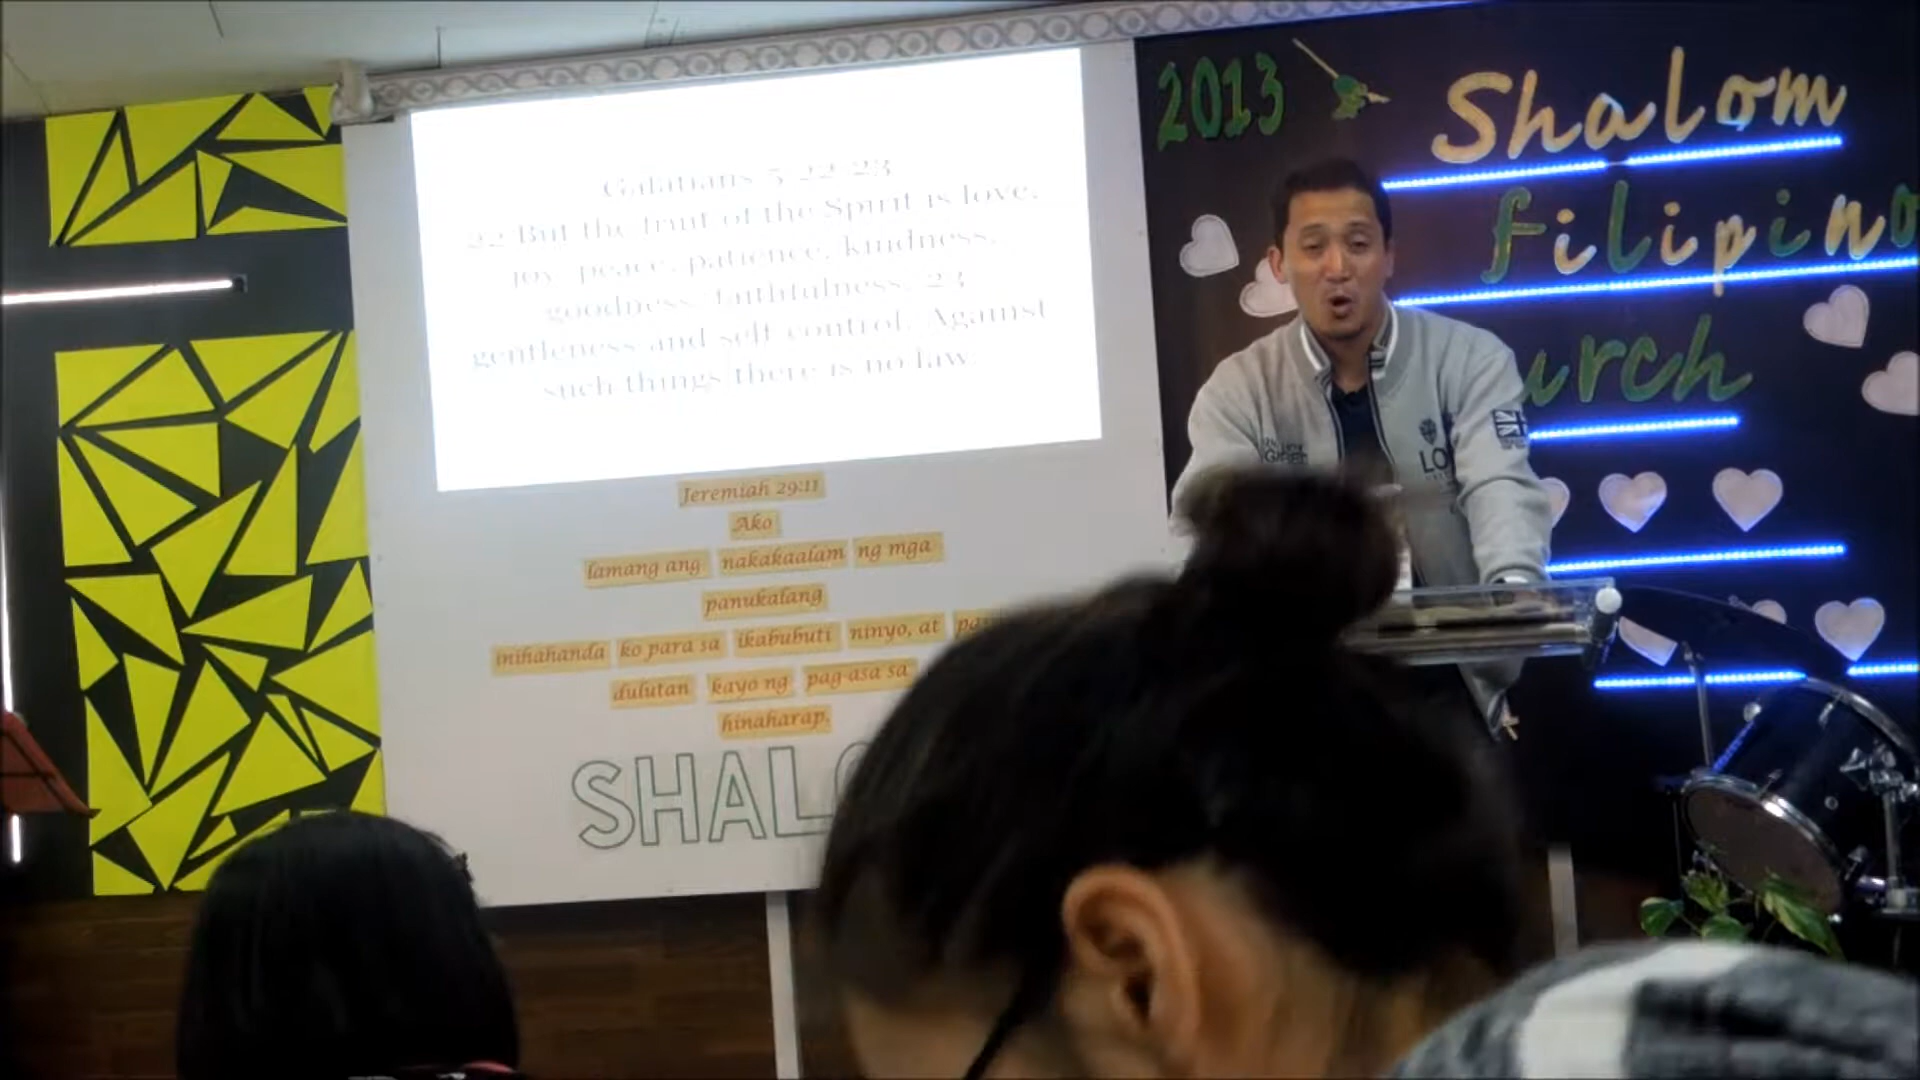 Galatians 5 22-23
22 But the fruit of the Spirit is love,
joy, peace, patience, kindness,
goodness, faithfulness, 23
gentleness and self control. Against
such things there is no law.
Jeremiah 29:11
Ako
lamang ang nakakaalam ng mga
panukalang
inihahanda ko para sa ikabubuti ninyo, at
dulutan kayo ng pag-asa sa
hinaharap.
SHAL
2013
Shalom
filipino
urch
LO